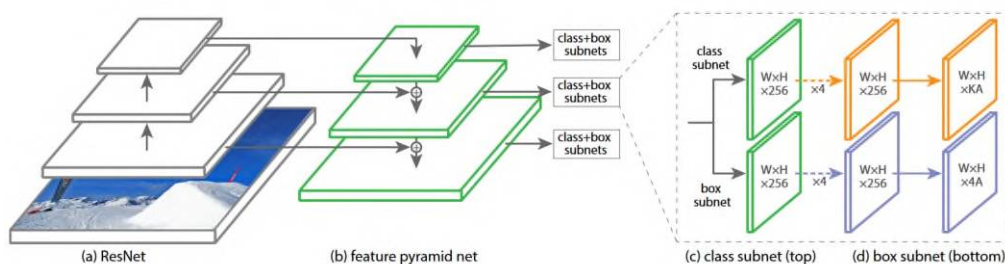 class+box
subnets
class+box
subnets
class+box
subnets
class
subnet
W×H
×256
×4
W×H
×256
W×H
×KA
box
subnet
W×H
×256
×4
W×H
×256
W×H
×4A
(a) ResNet
(b) feature pyramid net
(c) class subnet (top)
(d) box subnet (bottom)